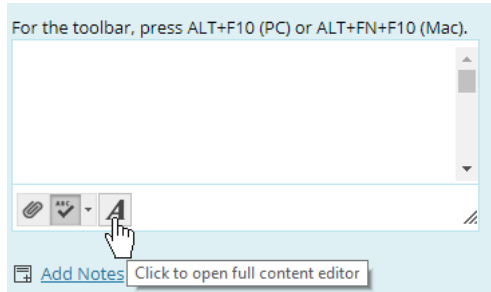 For the toolbar, press ALT+F10 (PC) or ALT+FN+F10 (Mac).
ABC
A
Add Notes
Click to open full content editor